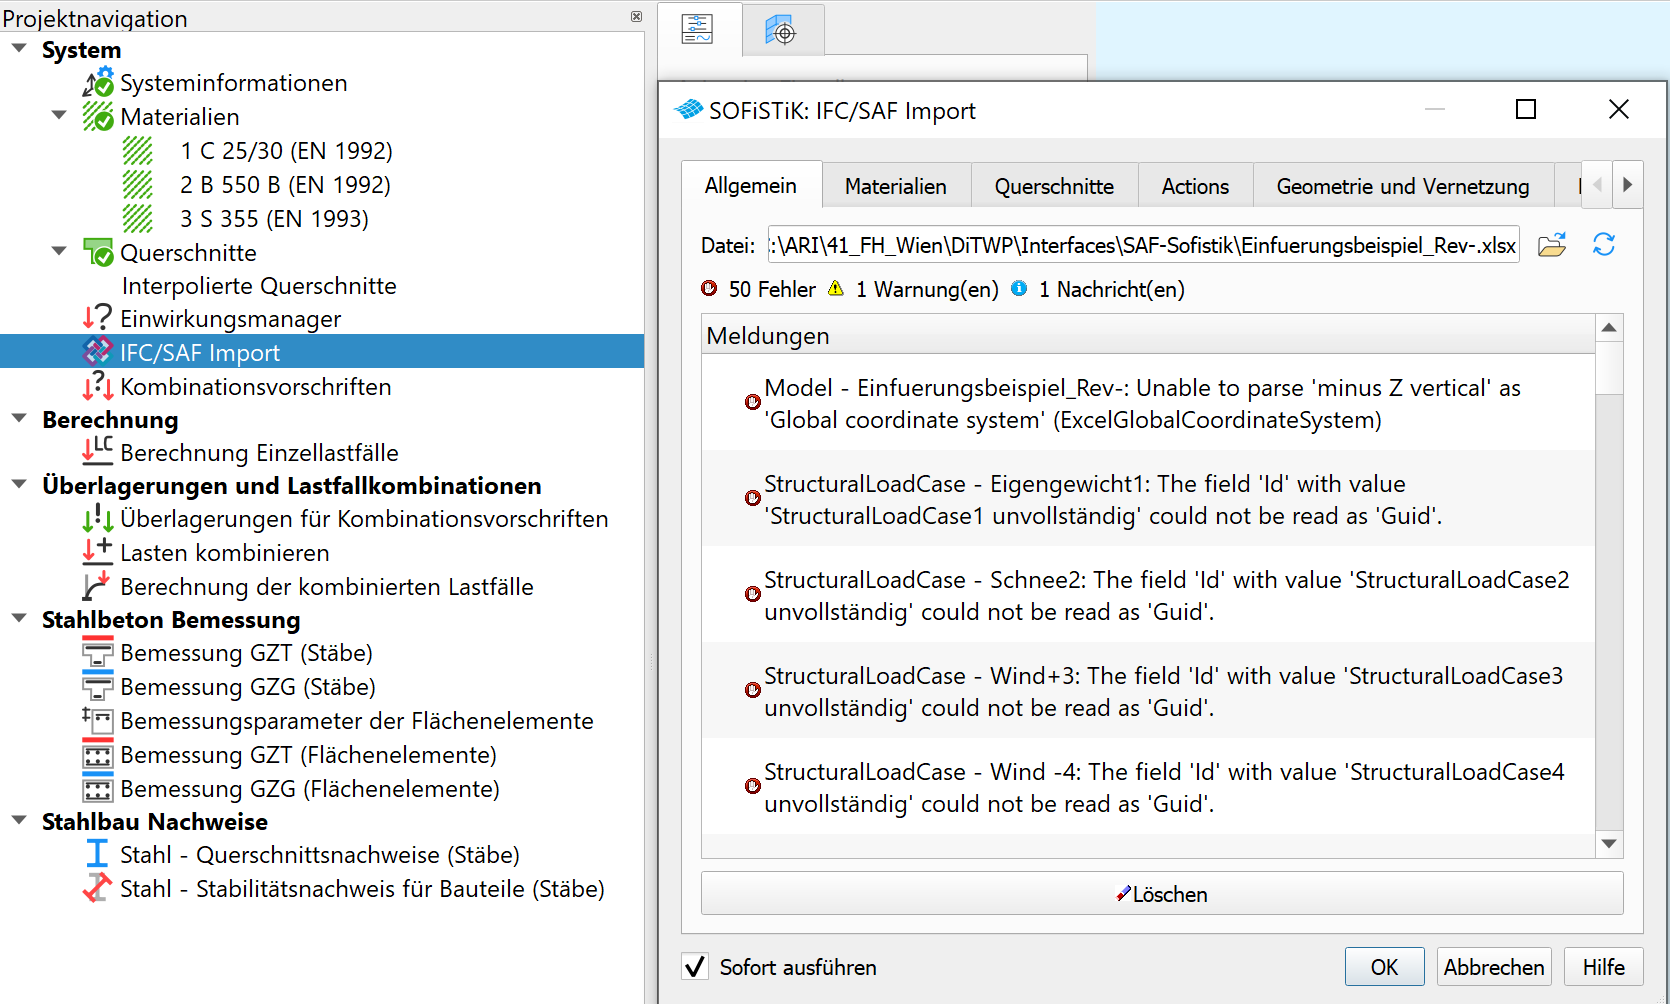 Projektnavigation
System
Systeminformationen
Materialien
1 C 25/30 (EN 1992)
2 B 550 B (EN 1992)
3 S 355 (EN 1993)
Querschnitte
Interpolierte Querschnitte
Einwirkungsmanager
IFC/SAF Import
Kombinationsvorschriften
Berechnung
LC
Berechnung Einzellastfälle
Überlagerungen und Lastfallkombinationen
Überlagerungen für Kombinationsvorschriften
Lasten kombinieren
Berechnung der kombinierten Lastfälle
Stahlbeton Bemessung
Bemessung GZT (Stäbe)
Bemessung GZG (Stäbe)
Bemessungsparameter der Flächenelemente
Bemessung GZT (Flächenelemente)
Bemessung GZG (Flächenelemente)
Stahlbau Nachweise
Stahl - Querschnittsnachweise (Stäbe)
Stahl - Stabilitätsnachweis für Bauteile (Stäbe)
SOFiSTiK: IFC/SAF Import
Allgemein Materialien Querschnitte Actions Geometrie und Vernetzung
Datei: :\ARI\41_FH_Wien\DiTWP\Interfaces\SAF-Sofistik\Einfuerungsbeispiel_Rev-.xlsx
50 Fehler 1 Warnung(en) 1 Nachricht(en)
Meldungen
Model - Einfuerungsbeispiel_Rev-: Unable to parse 'minus Z vertical' as
'Global coordinate system' (ExcelGlobalCoordinateSystem)
StructuralLoadCase - Eigengewicht1: The field 'Id' with value
'StructuralLoadCase1 unvollständig' could not be read as 'Guid'.
StructuralLoadCase - Schnee2: The field 'Id' with value 'StructuralLoadCase2
unvollständig' could not be read as 'Guid'.
StructuralLoadCase - Wind+3: The field 'Id' with value 'StructuralLoadCase3
unvollständig' could not be read as 'Guid'.
StructuralLoadCase - Wind -4: The field 'Id' with value 'StructuralLoadCase4
unvollständig' could not be read as 'Guid'.
Löschen
Sofort ausführen
OK Abbrechen Hilfe